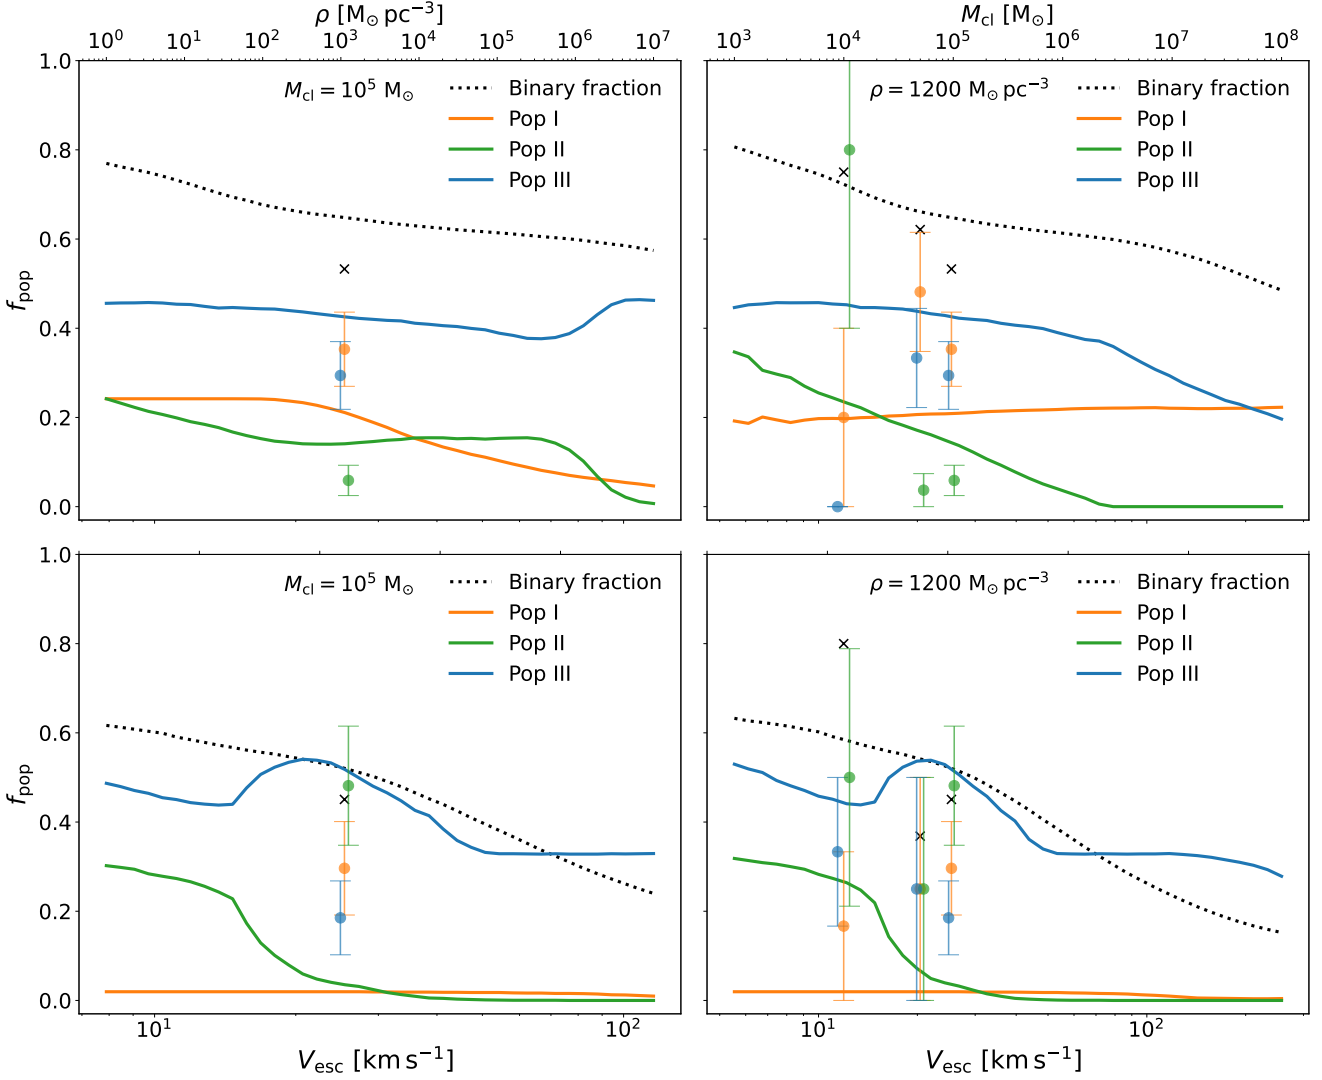 ρ [M⊙ pc⁻³]
10⁰ 10¹ 10² 10³ 10⁴ 10⁵ 10⁶ 10⁷
M_cl [M⊙]
10³ 10⁴ 10⁵ 10⁶ 10⁷ 10⁸
f_pop
1.0
0.8
0.6
0.4
0.2
0.0
M_cl = 10⁵ M⊙
Binary fraction
Pop I
Pop II
Pop III
ρ = 1200 M⊙ pc⁻³
Binary fraction
Pop I
Pop II
Pop III
f_pop
1.0
0.8
0.6
0.4
0.2
0.0
M_cl = 10⁵ M⊙
Binary fraction
Pop I
Pop II
Pop III
ρ = 1200 M⊙ pc⁻³
Binary fraction
Pop I
Pop II
Pop III
10¹ 10²
V_esc [km s⁻¹]
10¹ 10²
V_esc [km s⁻¹]